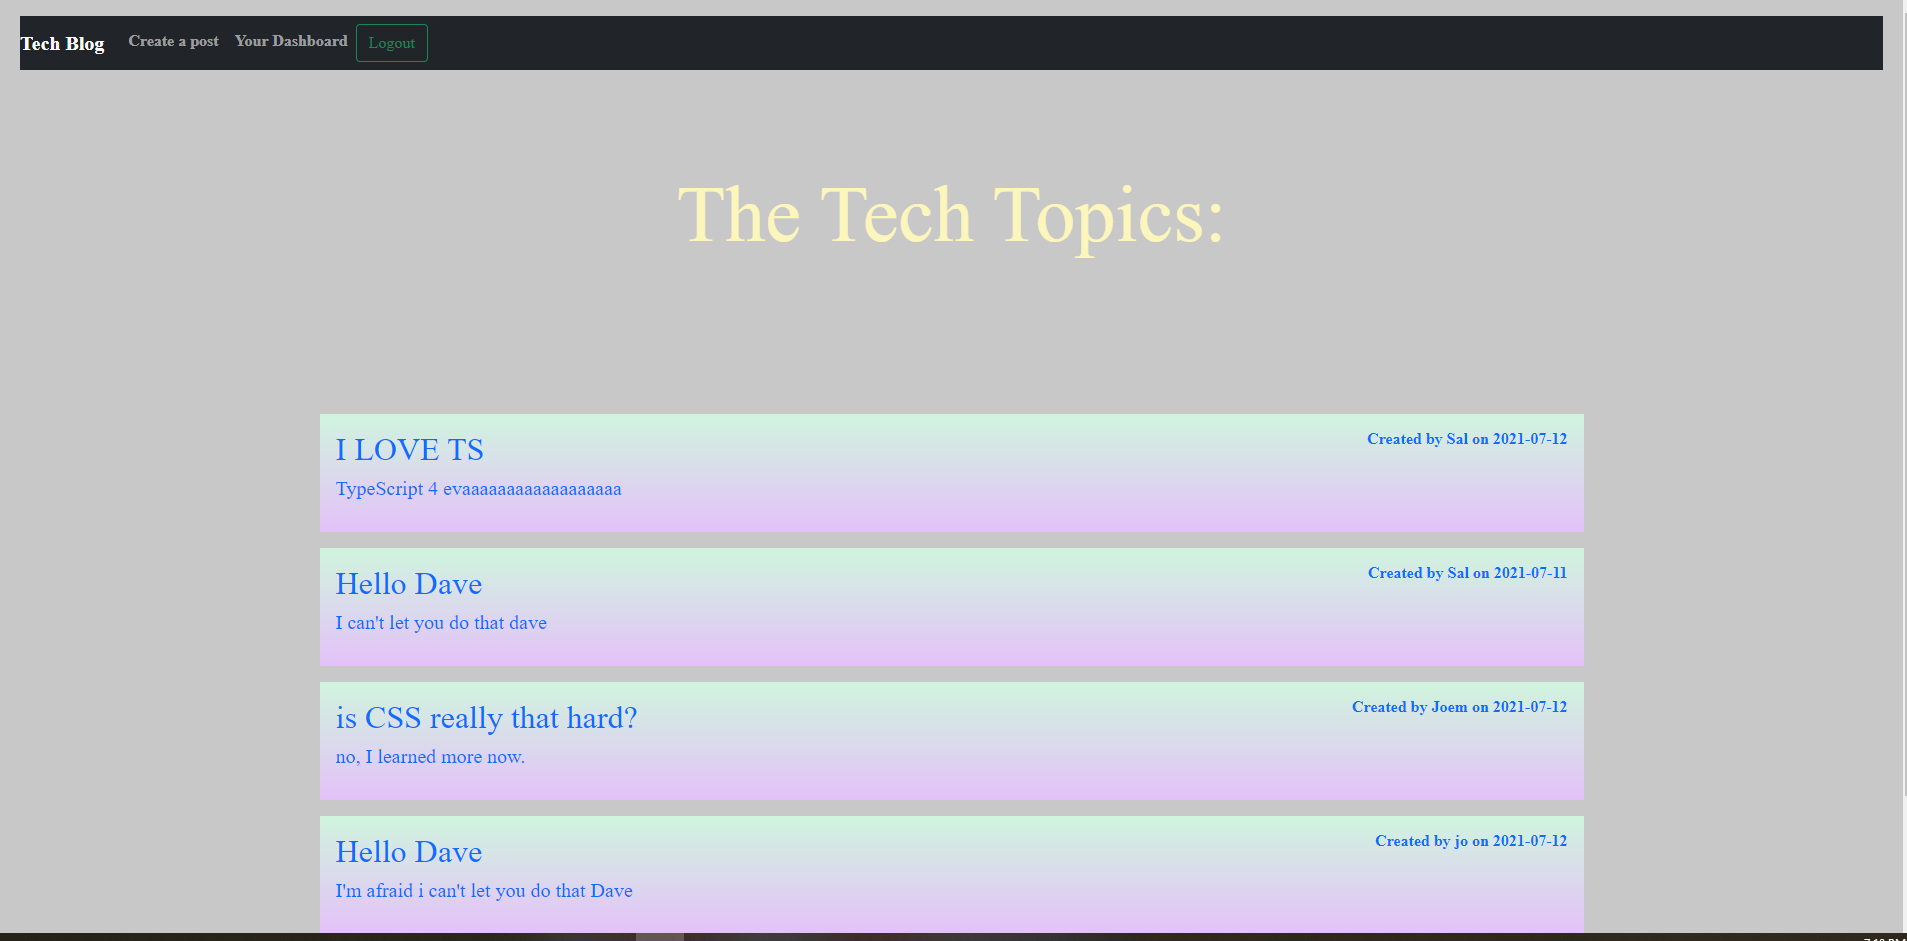 Tech Blog Create a post Your Dashboard Logout
The Tech Topics:
I LOVE TS Created by Sal on 2021-07-12
TypeScript 4 evaaaaaaaaaaaaaaaaaa
Hello Dave Created by Sal on 2021-07-11
I can't let you do that dave
is CSS really that hard? Created by Joem on 2021-07-12
no, I learned more now.
Hello Dave Created by jo on 2021-07-12
I'm afraid i can't let you do that Dave